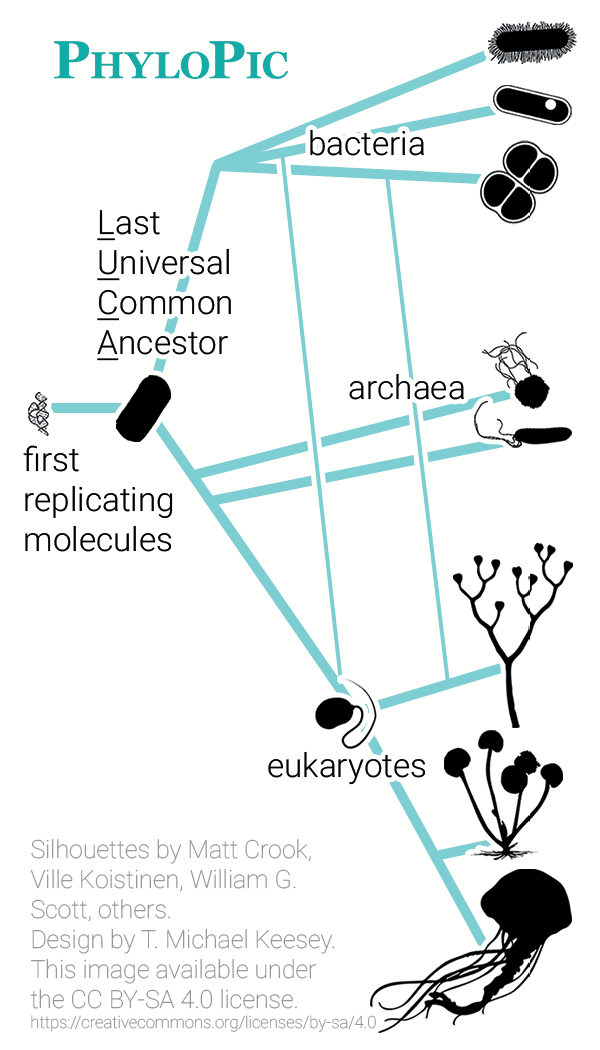 PHYLOPIC
bacteria
Last
Universal
Common
Ancestor
archaea
first
replicating
molecules
eukaryotes
Silhouettes by Matt Crook,
Ville Koistinen, William G.
Scott, others.
Design by T. Michael Keesey.
This image available under
the CC BY-SA 4.0 license.
https://creativecommons.org/licenses/by-sa/4.0